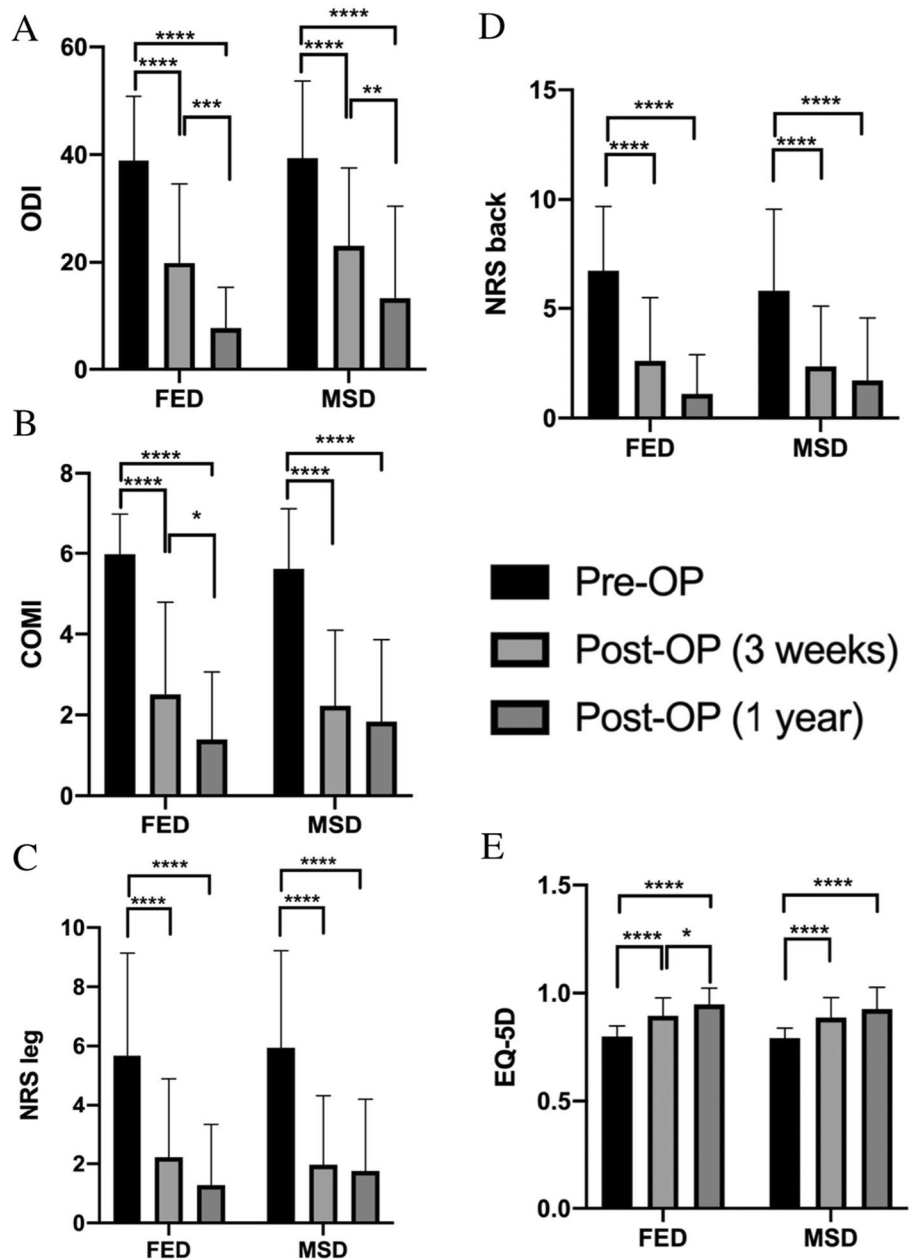 A
60
40
20
0
ODI
**** **** ***
**** **** **
FED MSD
B
8
6
4
2
0
COMI
**** **** *
**** ****
FED MSD
C
10
8
6
4
2
0
NRS leg
**** ****
**** ****
FED MSD
D
15
10
5
0
NRS back
**** ****
**** ****
FED MSD
Pre-OP
Post-OP (3 weeks)
Post-OP (1 year)
E
1.5
1.0
0.5
0.0
EQ-5D
**** **** *
**** ****
FED MSD